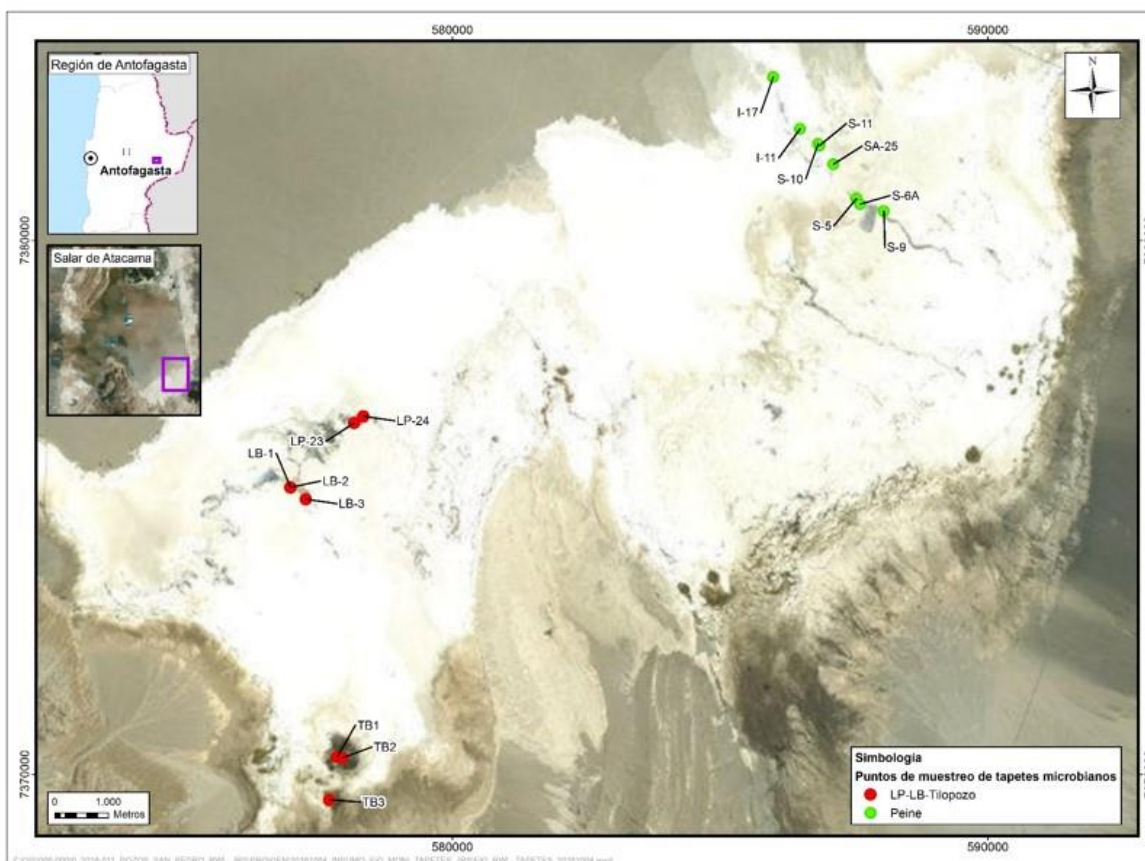 580000
590000
Región de Antofagasta
Antofagasta
N
I-17
S-11
I-11
SA-25
S-10
S-6A
S-5
S-9
7380000
Salar de Atacama
LP-24
LP-23
LB-1
LB-2
LB-3
TB1
TB2
TB3
7370000
0 1.000
Metros
Simbología
Puntos de muestreo de tapetes microbianos
LP-LB-Tilopozo
Peine
580000
590000